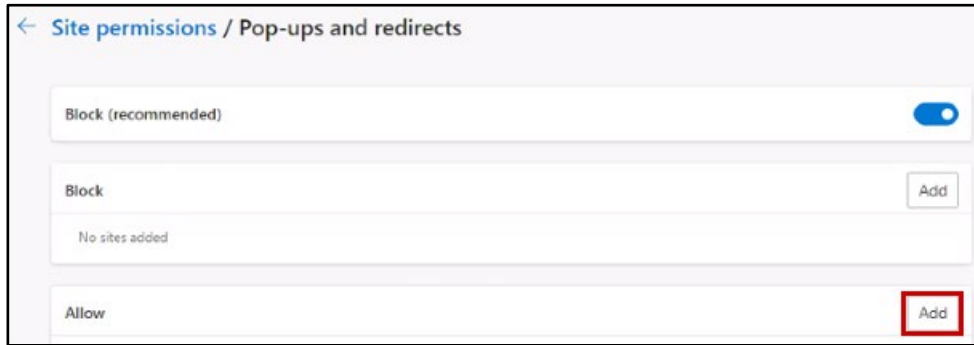 Site permissions / Pop-ups and redirects
Block (recommended)
Block Add
No sites added
Allow Add